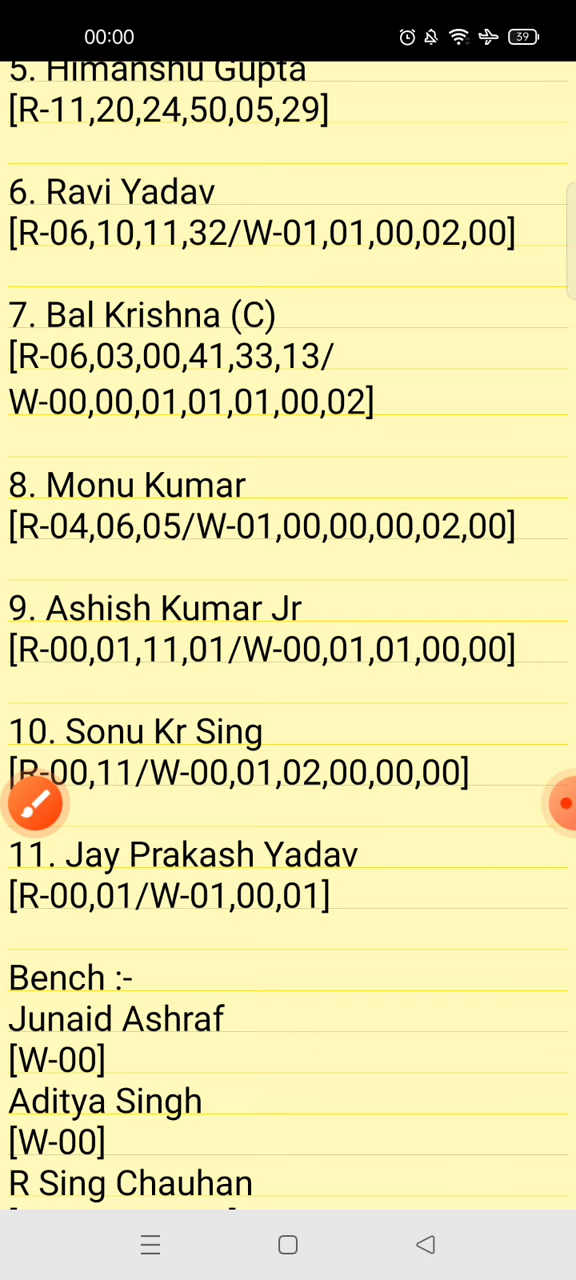 00:00
39
5. Himanshu Gupta
[R-11,20,24,50,05,29]
6. Ravi Yadav
[R-06,10,11,32/W-01,01,00,02,00]
7. Bal Krishna (C)
[R-06,03,00,41,33,13/
W-00,00,01,01,01,00,02]
8. Monu Kumar
[R-04,06,05/W-01,00,00,00,02,00]
9. Ashish Kumar Jr
[R-00,01,11,01/W-00,01,01,00,00]
10. Sonu Kr Sing
[R-00,11/W-00,01,02,00,00,00]
11. Jay Prakash Yadav
[R-00,01/W-01,00,01]
Bench :-
Junaid Ashraf
[W-00]
Aditya Singh
[W-00]
R Sing Chauhan